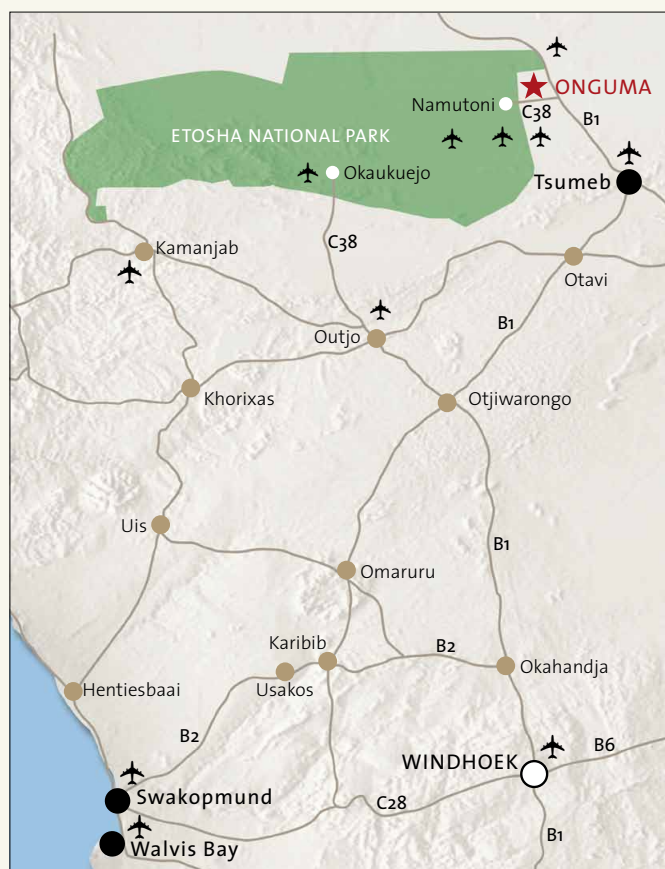 ONGUMA
Namutoni
C38
B1
ETOSHA NATIONAL PARK
Okaukuejo
Tsumeb
C38
Kamanjab
Otavi
B1
Outjo
Khorixas
Otjiwarongo
Uis
B1
Omaruru
Karibib
B2
Okahandja
Hentiesbaai
Usakos
B2
WINDHOEK
B6
Swakopmund
C28
B1
Walvis Bay